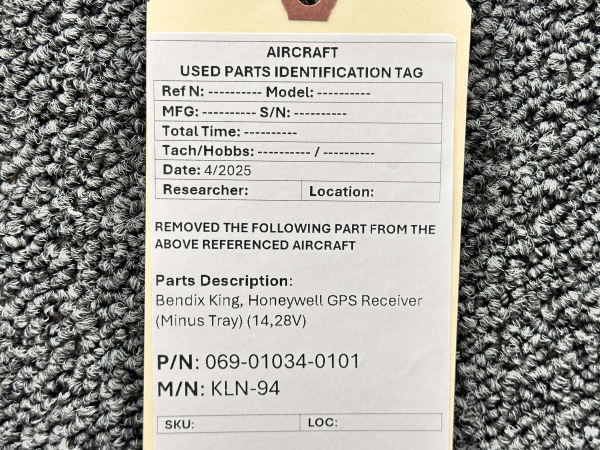 AIRCRAFT
USED PARTS IDENTIFICATION TAG
Ref N: ---------- Model: ----------
MFG: ---------- S/N: ----------
Total Time: ----------
Tach/Hobbs: ---------- / ----------
Date: 4/2025
Researcher: Location:
REMOVED THE FOLLOWING PART FROM THE
ABOVE REFERENCED AIRCRAFT
Parts Description:
Bendix King, Honeywell GPS Receiver
(Minus Tray) (14,28V)
P/N: 069-01034-0101
M/N: KLN-94
SKU: LOC: